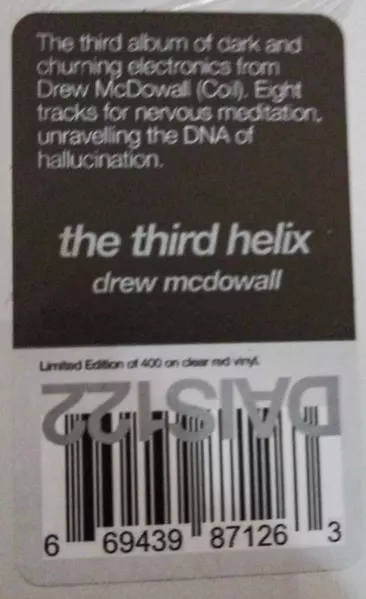 The third album of dark and
churning electronics from
Drew McDowall (Coil). Eight
tracks for nervous meditation,
unravelling the DNA of
hallucination.
the third helix
drew mcdowall
Limited Edition of 400 on clear red vinyl.
DAIS122
6 69439 87126 3